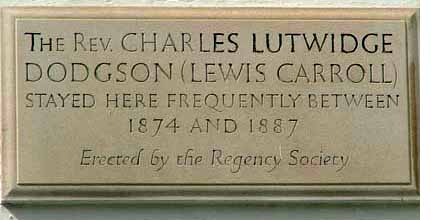 THE REV. CHARLES LUTWIDGE
DODGSON (LEWIS CARROLL)
STAYED HERE FREQUENTLY BETWEEN
1874 AND 1887
Erected by the Regency Society